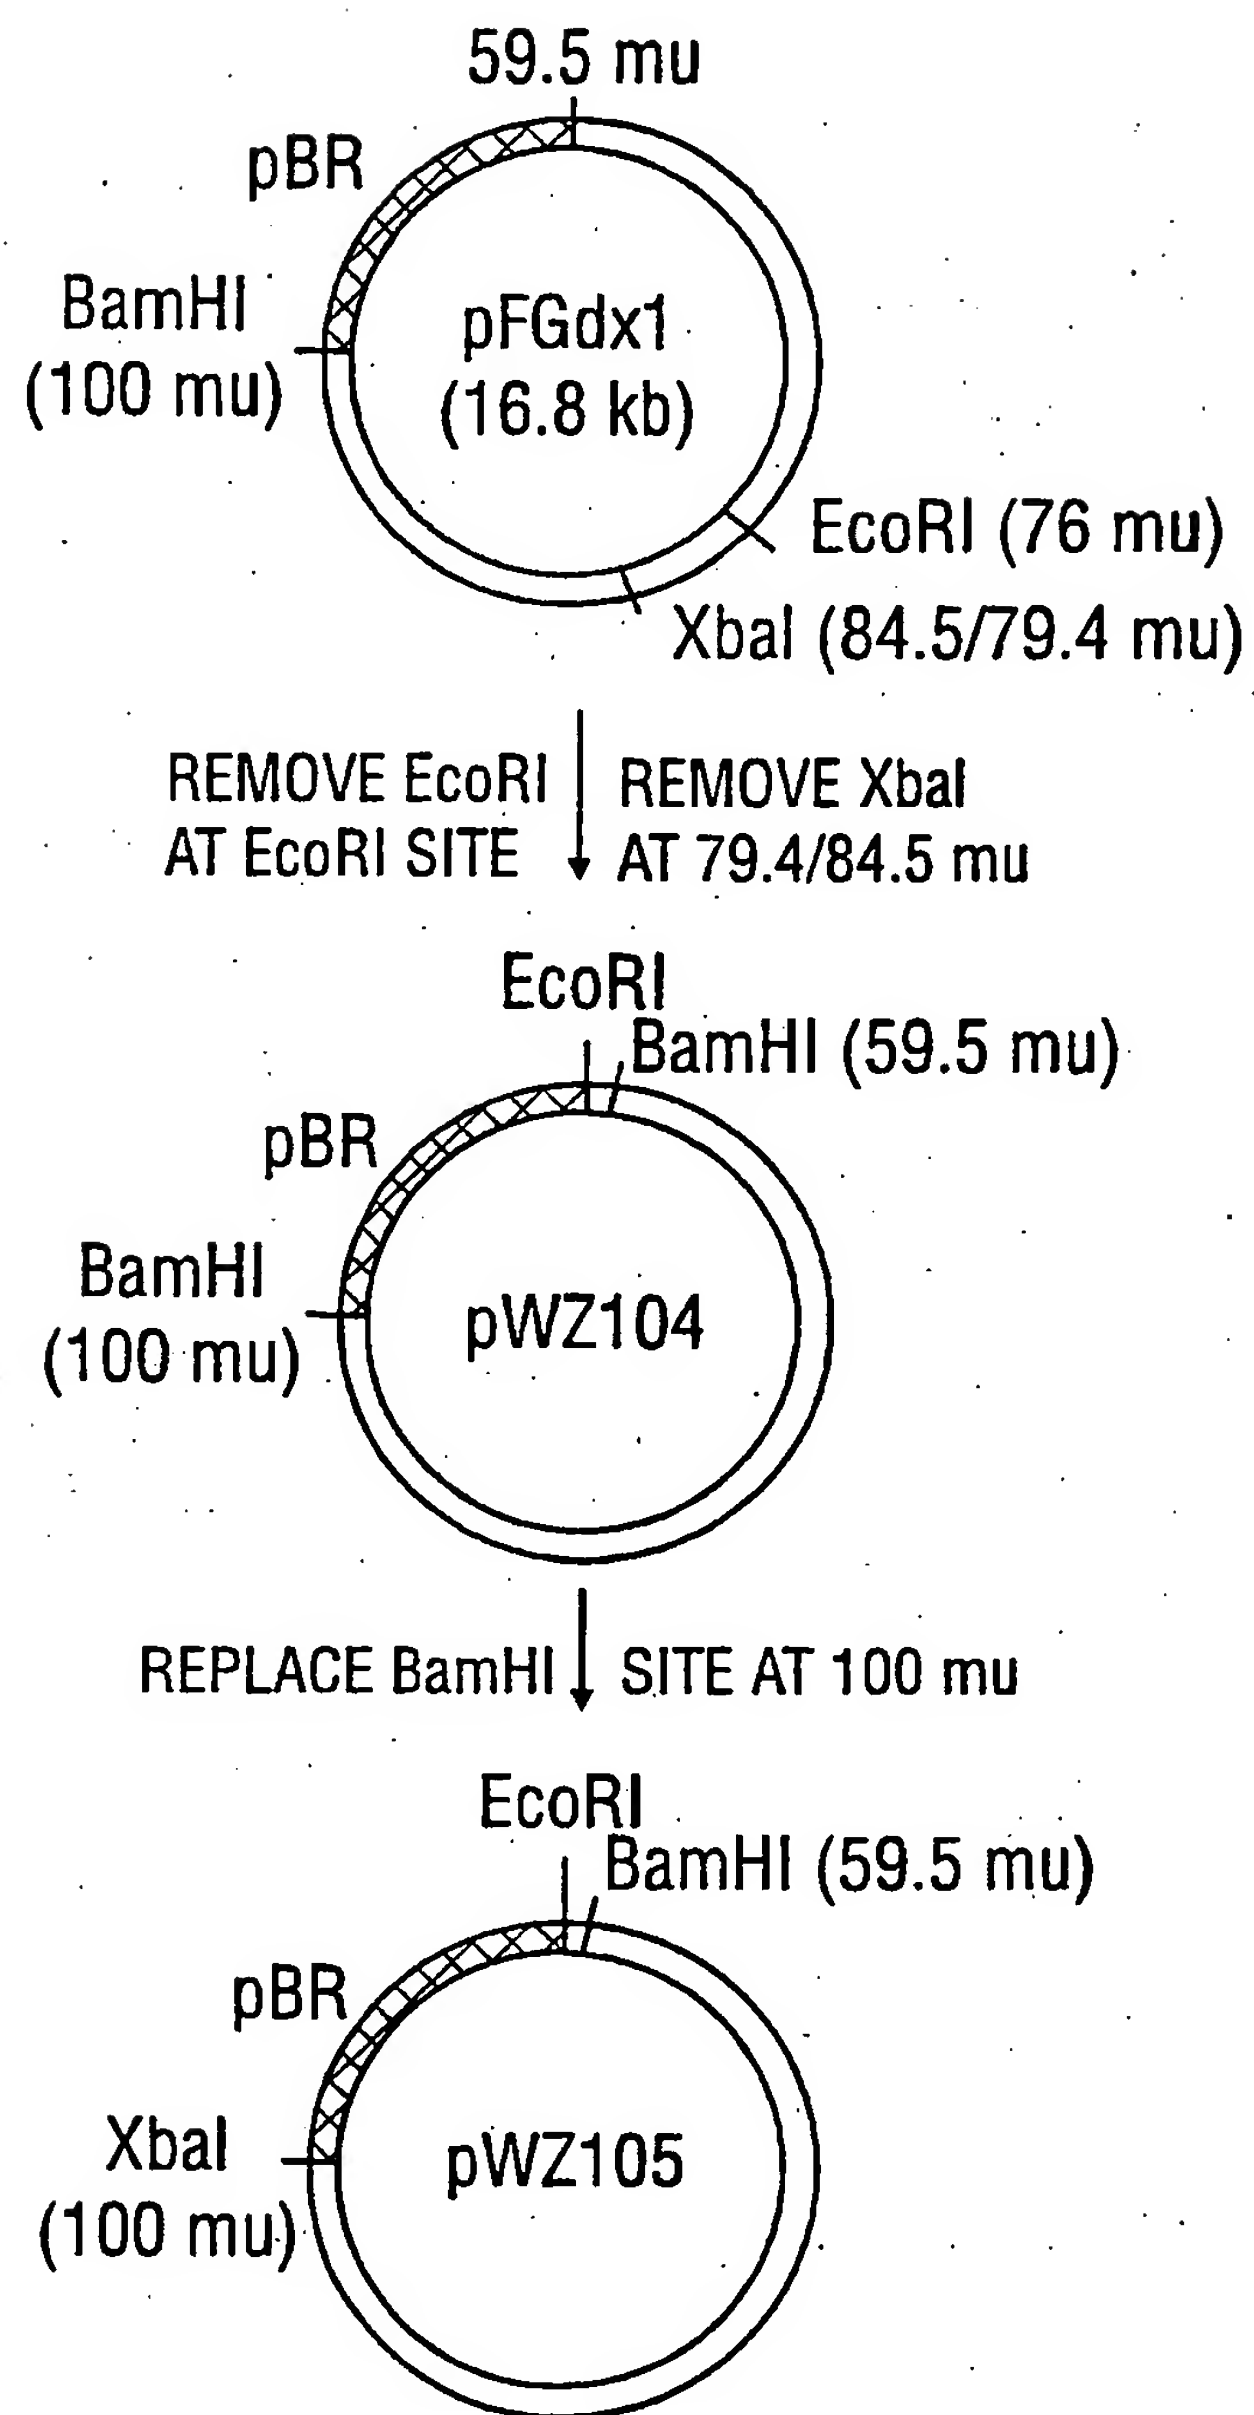 59.5 mu
pBR
BamHI
(100 mu)
pFGdx1
(16.8 kb)
EcoRI (76 mu)
XbaI (84.5/79.4 mu)
REMOVE EcoRI
AT EcoRI SITE
REMOVE XbaI
AT 79.4/84.5 mu
EcoRI
BamHI (59.5 mu)
pBR
BamHI
(100 mu)
pWZ104
REPLACE BamHI SITE AT 100 mu
EcoRI
BamHI (59.5 mu)
pBR
XbaI
(100 mu)
pWZ105